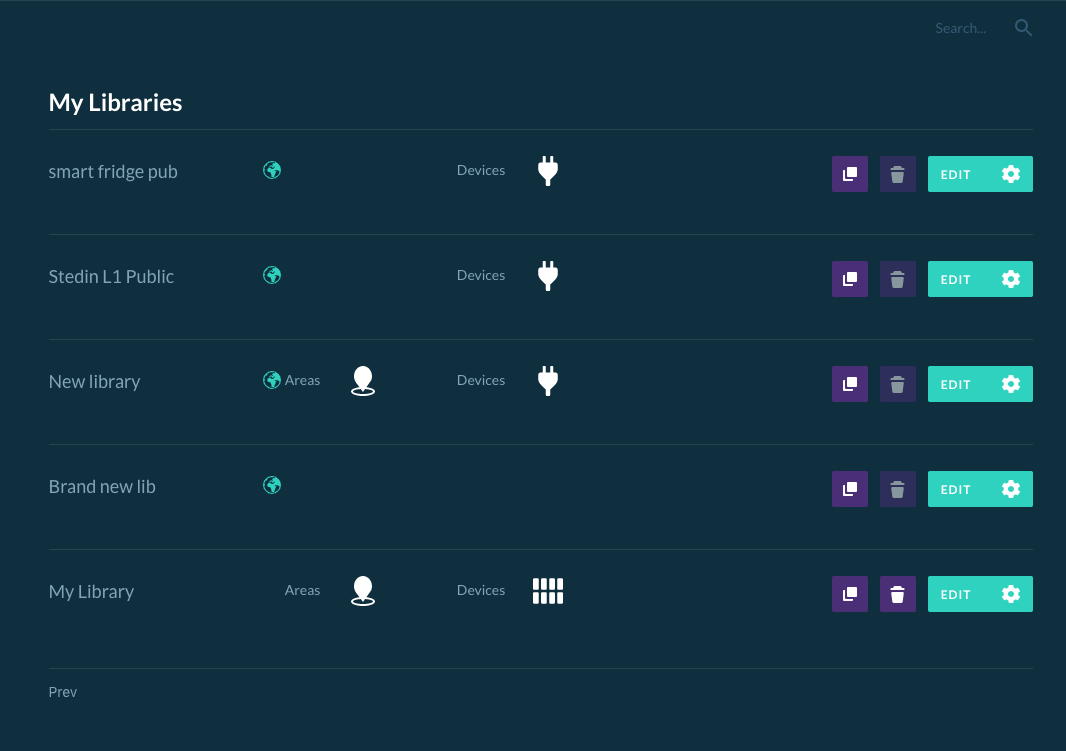 Search...
My Libraries
smart fridge pub Devices EDIT
Stedin L1 Public Devices EDIT
New library Areas Devices EDIT
Brand new lib EDIT
My Library Areas Devices EDIT
Prev